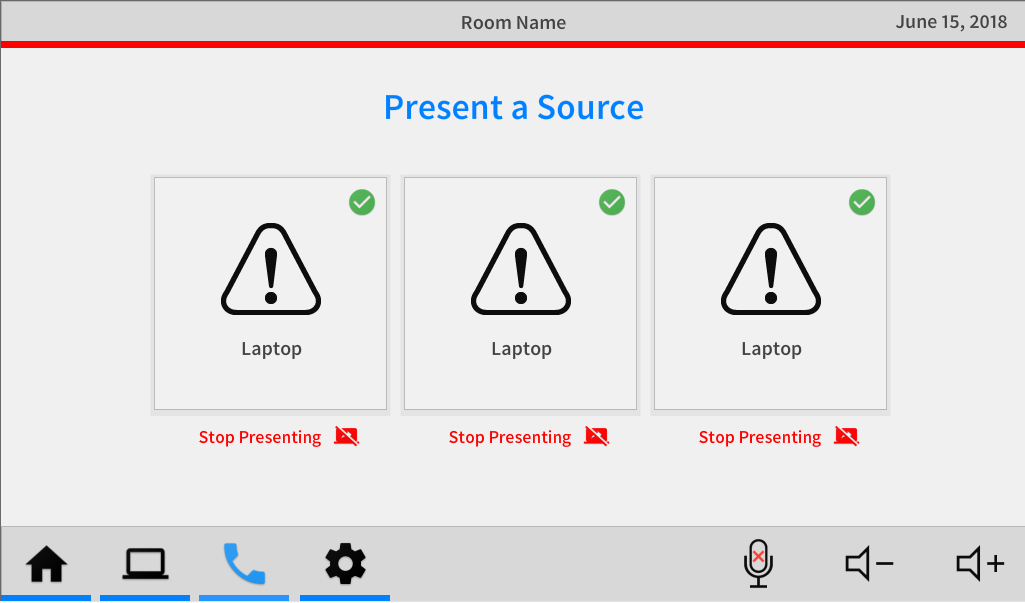 Room Name
June 15, 2018
Present a Source
Laptop
Laptop
Laptop
Stop Presenting
Stop Presenting
Stop Presenting